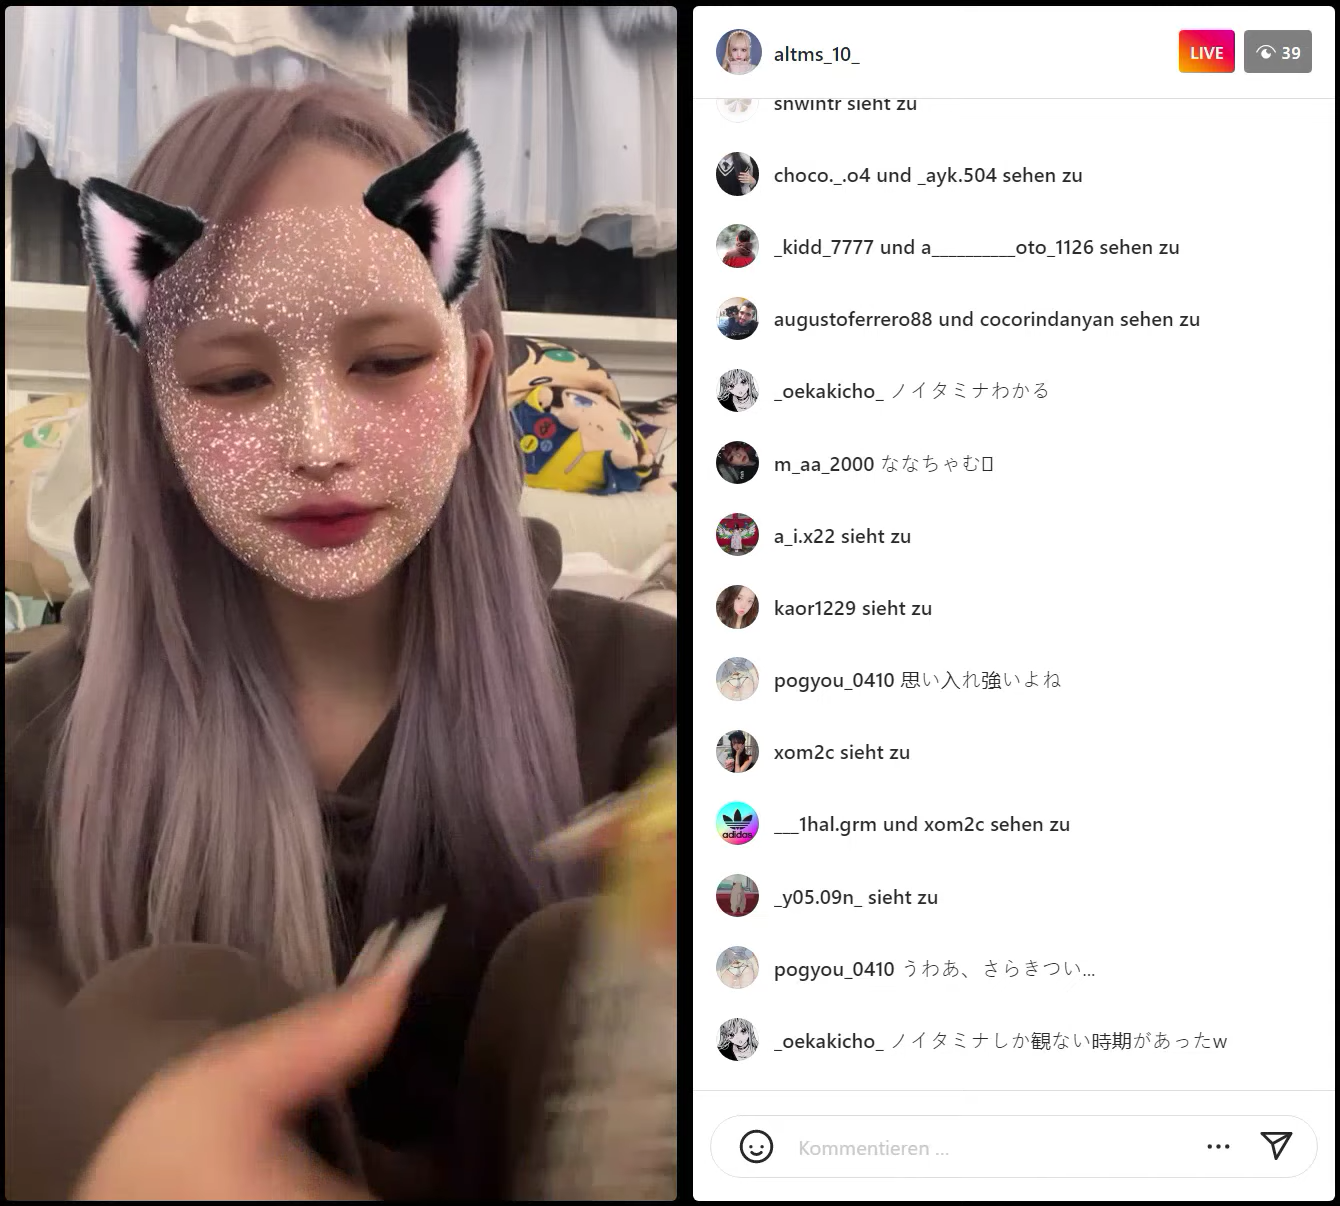 altms_10_
LIVE
39
snwintr sieht zu
choco._.o4 und _ayk.504 sehen zu
_kidd_7777 und a__________oto_1126 sehen zu
augustoferrero88 und cocorindanyan sehen zu
_oekakicho_ ノイタミナわかる
m_aa_2000 ななちゃむ
a_i.x22 sieht zu
kaor1229 sieht zu
pogyou_0410 思い入れ強いよね
xom2c sieht zu
___1hal.grm und xom2c sehen zu
adidas
_y05.09n_ sieht zu
pogyou_0410 うわあ、さらきつい...
_oekakicho_ ノイタミナしか観ない時期があったw
Kommentieren ...